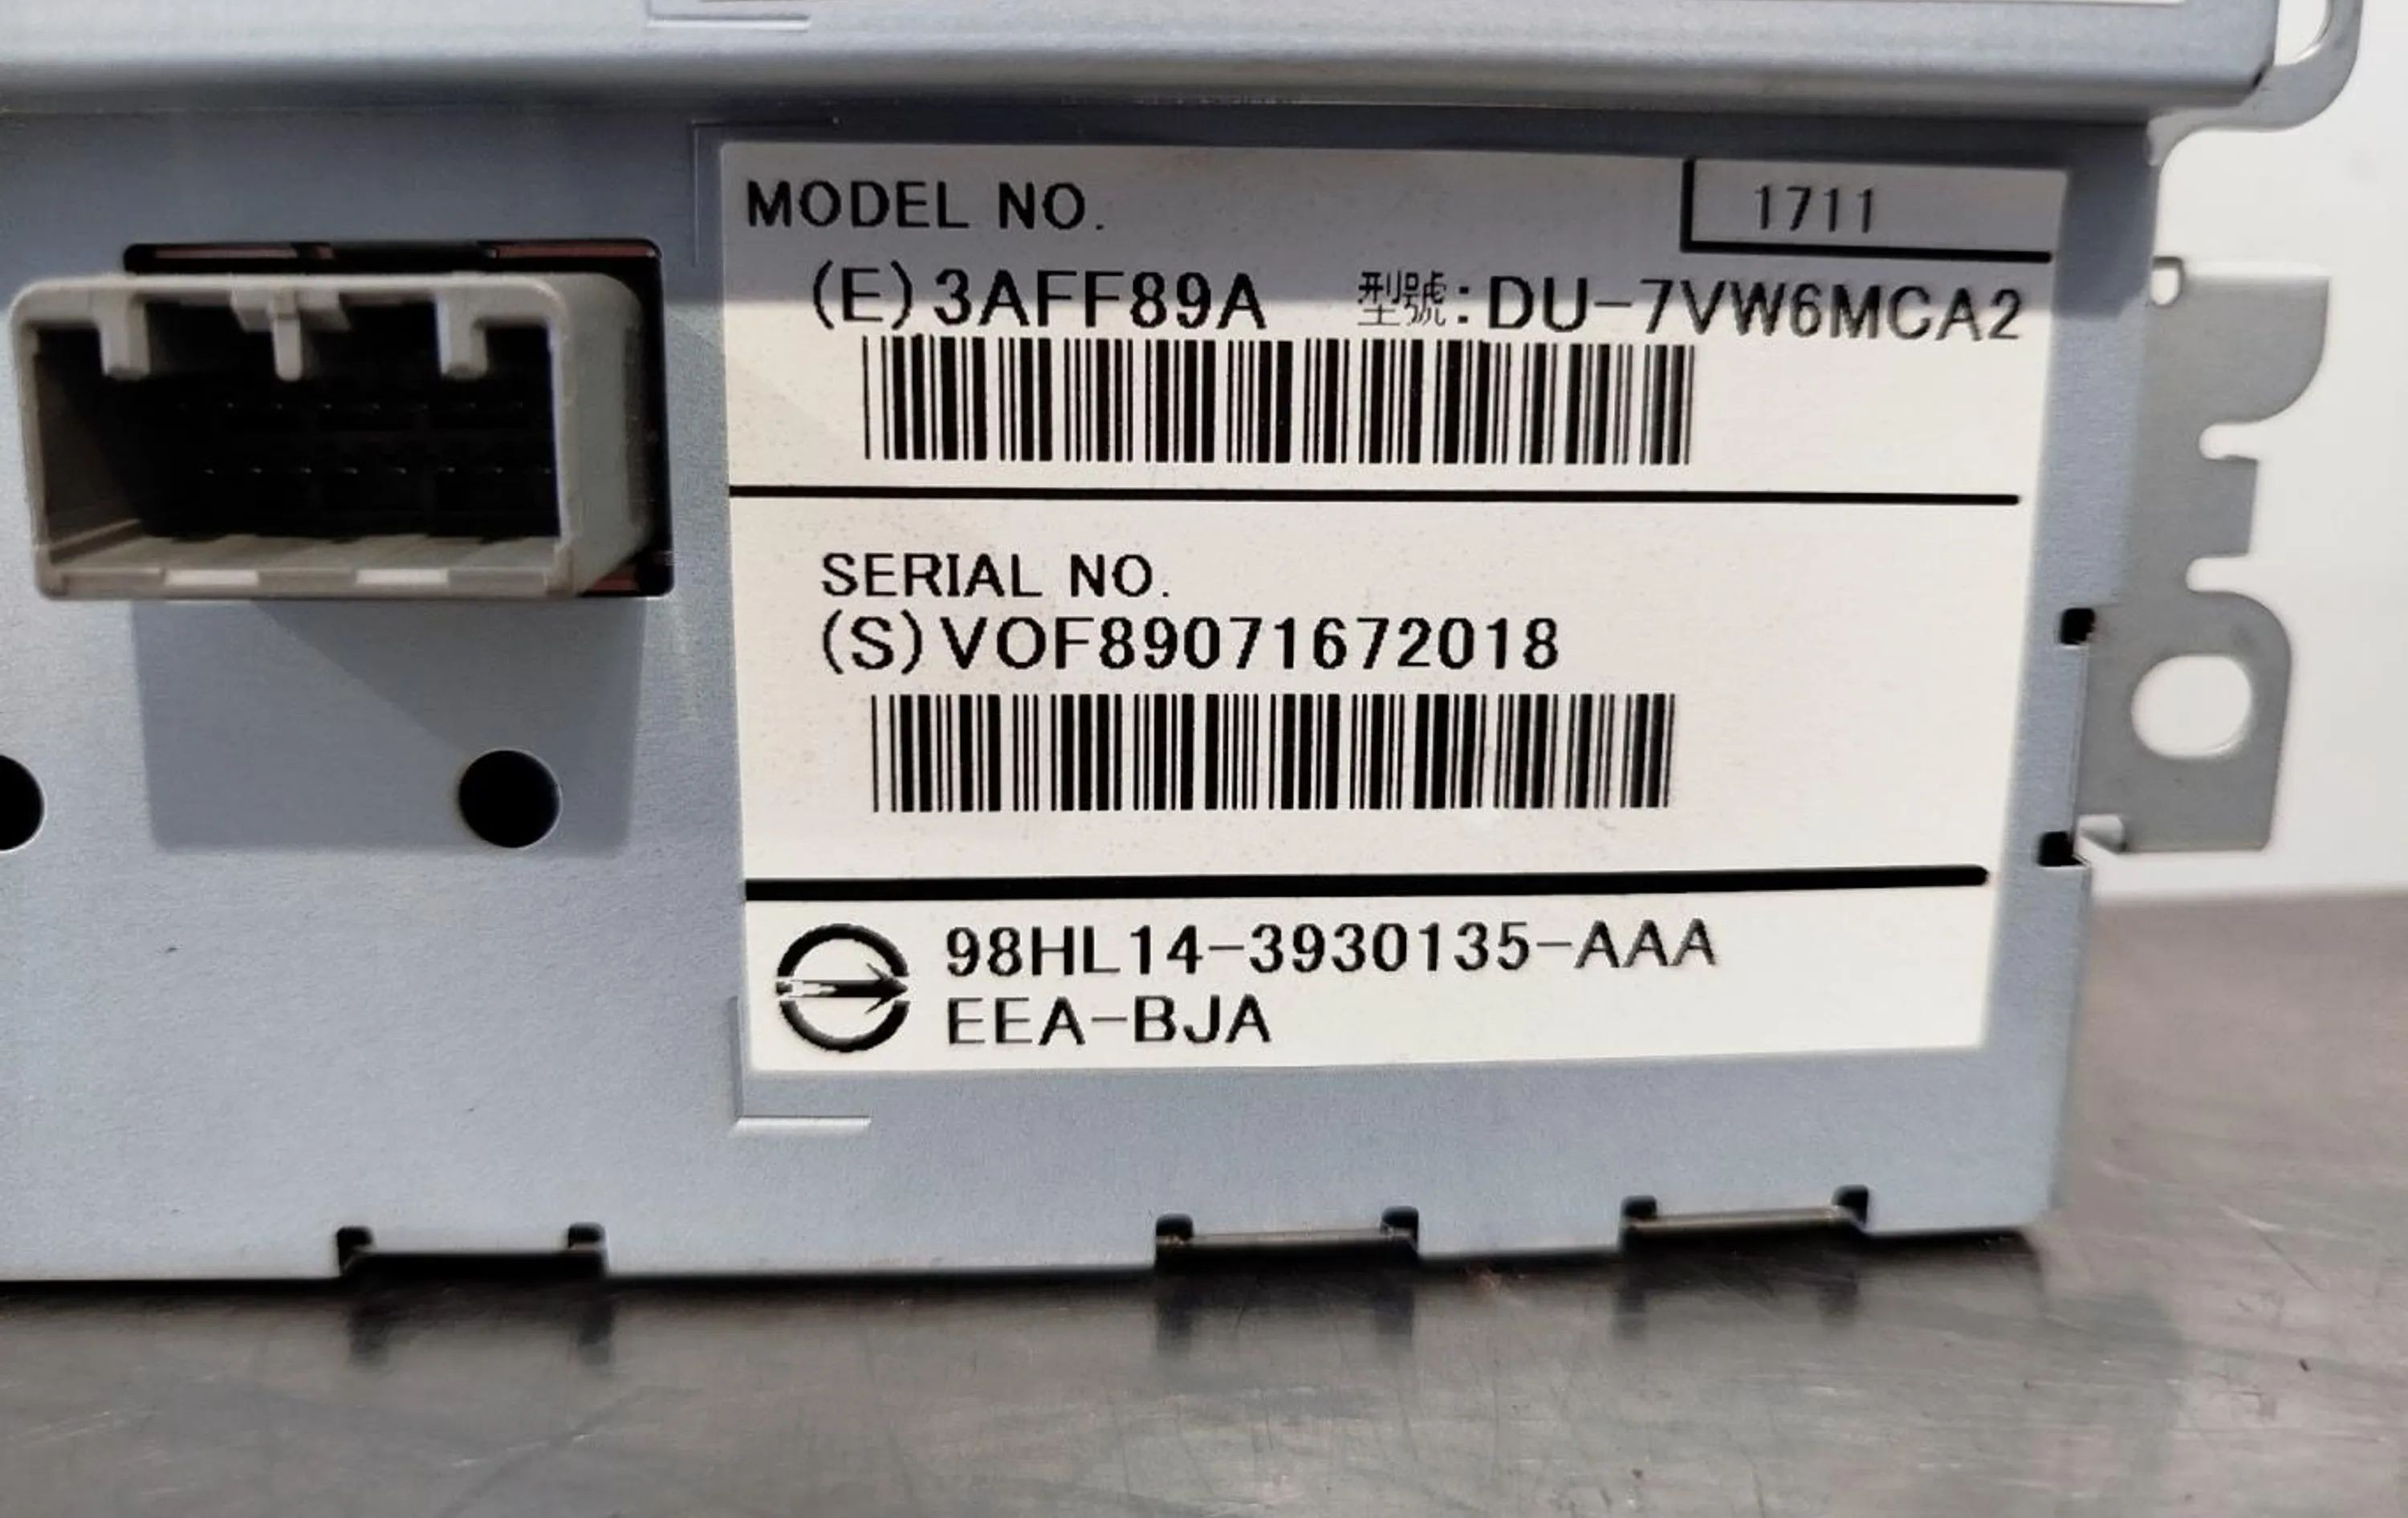 MODEL NO.
1711
(E)3AFF89A 型號:DU-7VW6MCA2
SERIAL NO.
(S)VOF89071672018
98HL14-3930135-AAA
EEA-BJA